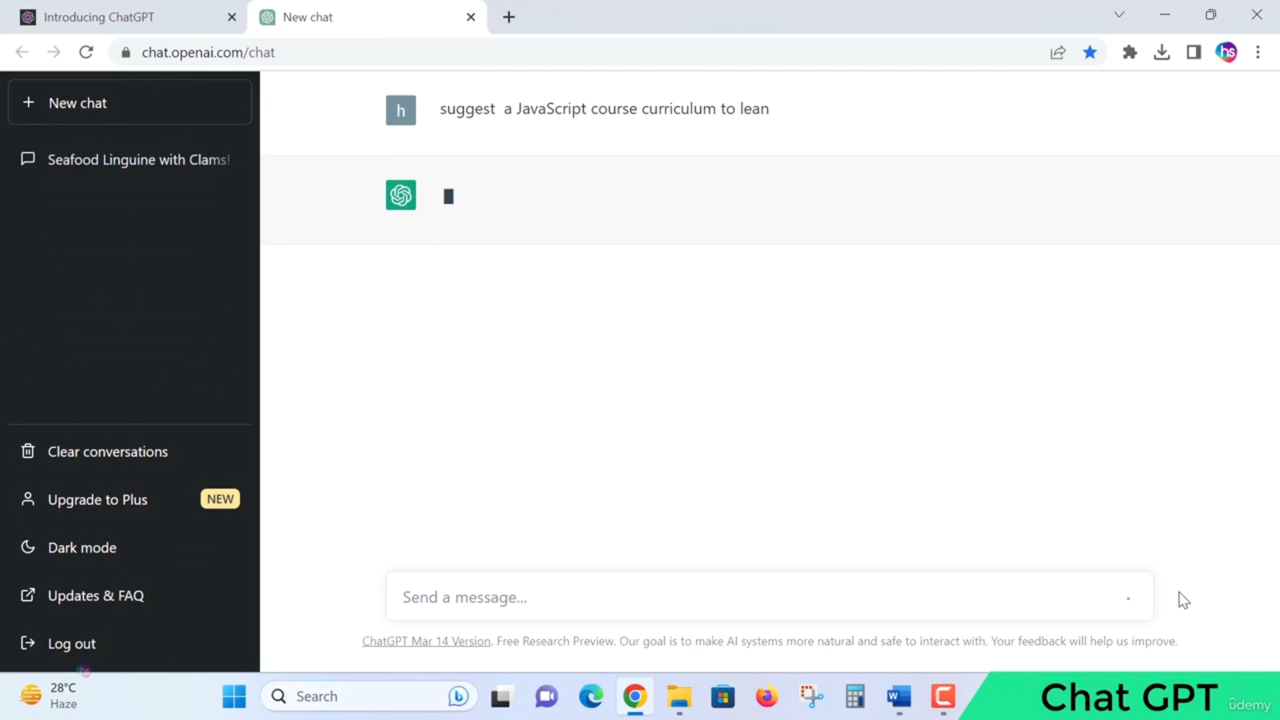 Introducing ChatGPT
New chat
chat.openai.com/chat
hs
New chat
Seafood Linguine with Clams!
Clear conversations
Upgrade to Plus NEW
Dark mode
Updates & FAQ
Log out
h suggest a JavaScript course curriculum to lean
Send a message...
ChatGPT Mar 14 Version. Free Research Preview. Our goal is to make AI systems more natural and safe to interact with. Your feedback will help us improve.
28°C
Haze
Search
Chat GPT
ûdemy